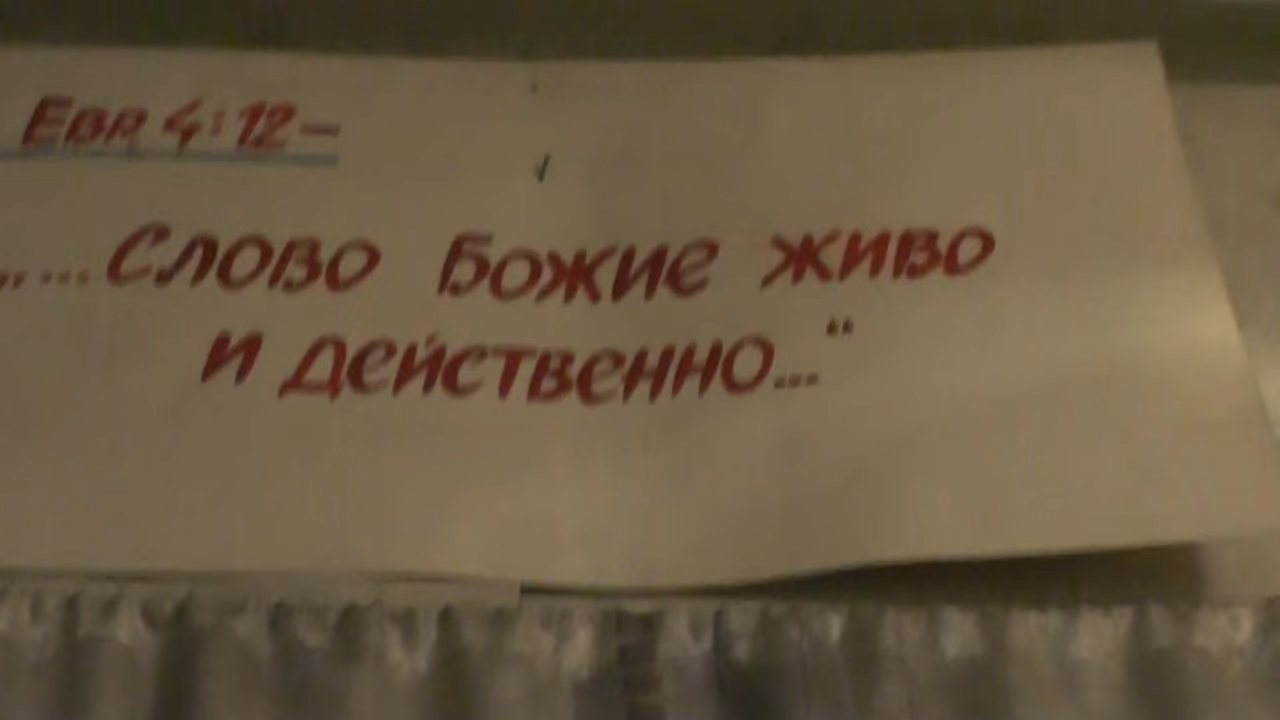 Евр 4:12—
„...Слово Божие живо
и действенно..."